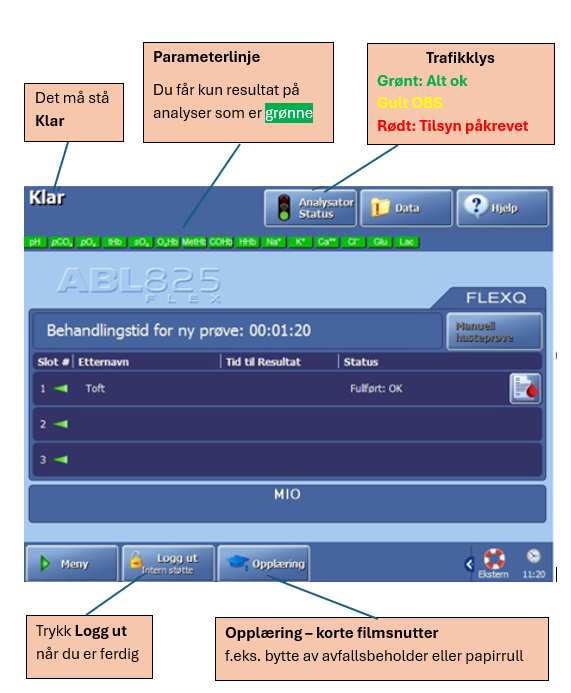 Parameterlinje
Du får kun resultat på
analyser som er grønne
Trafikklys
Grønt: Alt ok
Gult OBS
Rødt: Tilsyn påkrevet
Det må stå
Klar
Klar
Analysator
Status
Data
Hjelp
pH pCO₂ pO₂ tHb sO₂ O₂Hb MetHb COHb HHb Na⁺ K⁺ Ca⁺⁺ Cl⁻ Glu Lac
ABL825
FLEX
FLEXQ
Behandlingstid for ny prøve: 00:01:20
Manuell
hasteprøve
Slot # Etternavn Tid til Resultat Status
1 Toft Fulført: OK
2
3
MIO
Meny
Logg ut
Intern støtte
Opplæring
Ekstern
11:20
Trykk Logg ut
når du er ferdig
Opplæring – korte filmsnutter
f.eks. bytte av avfallsbeholder eller papirrull